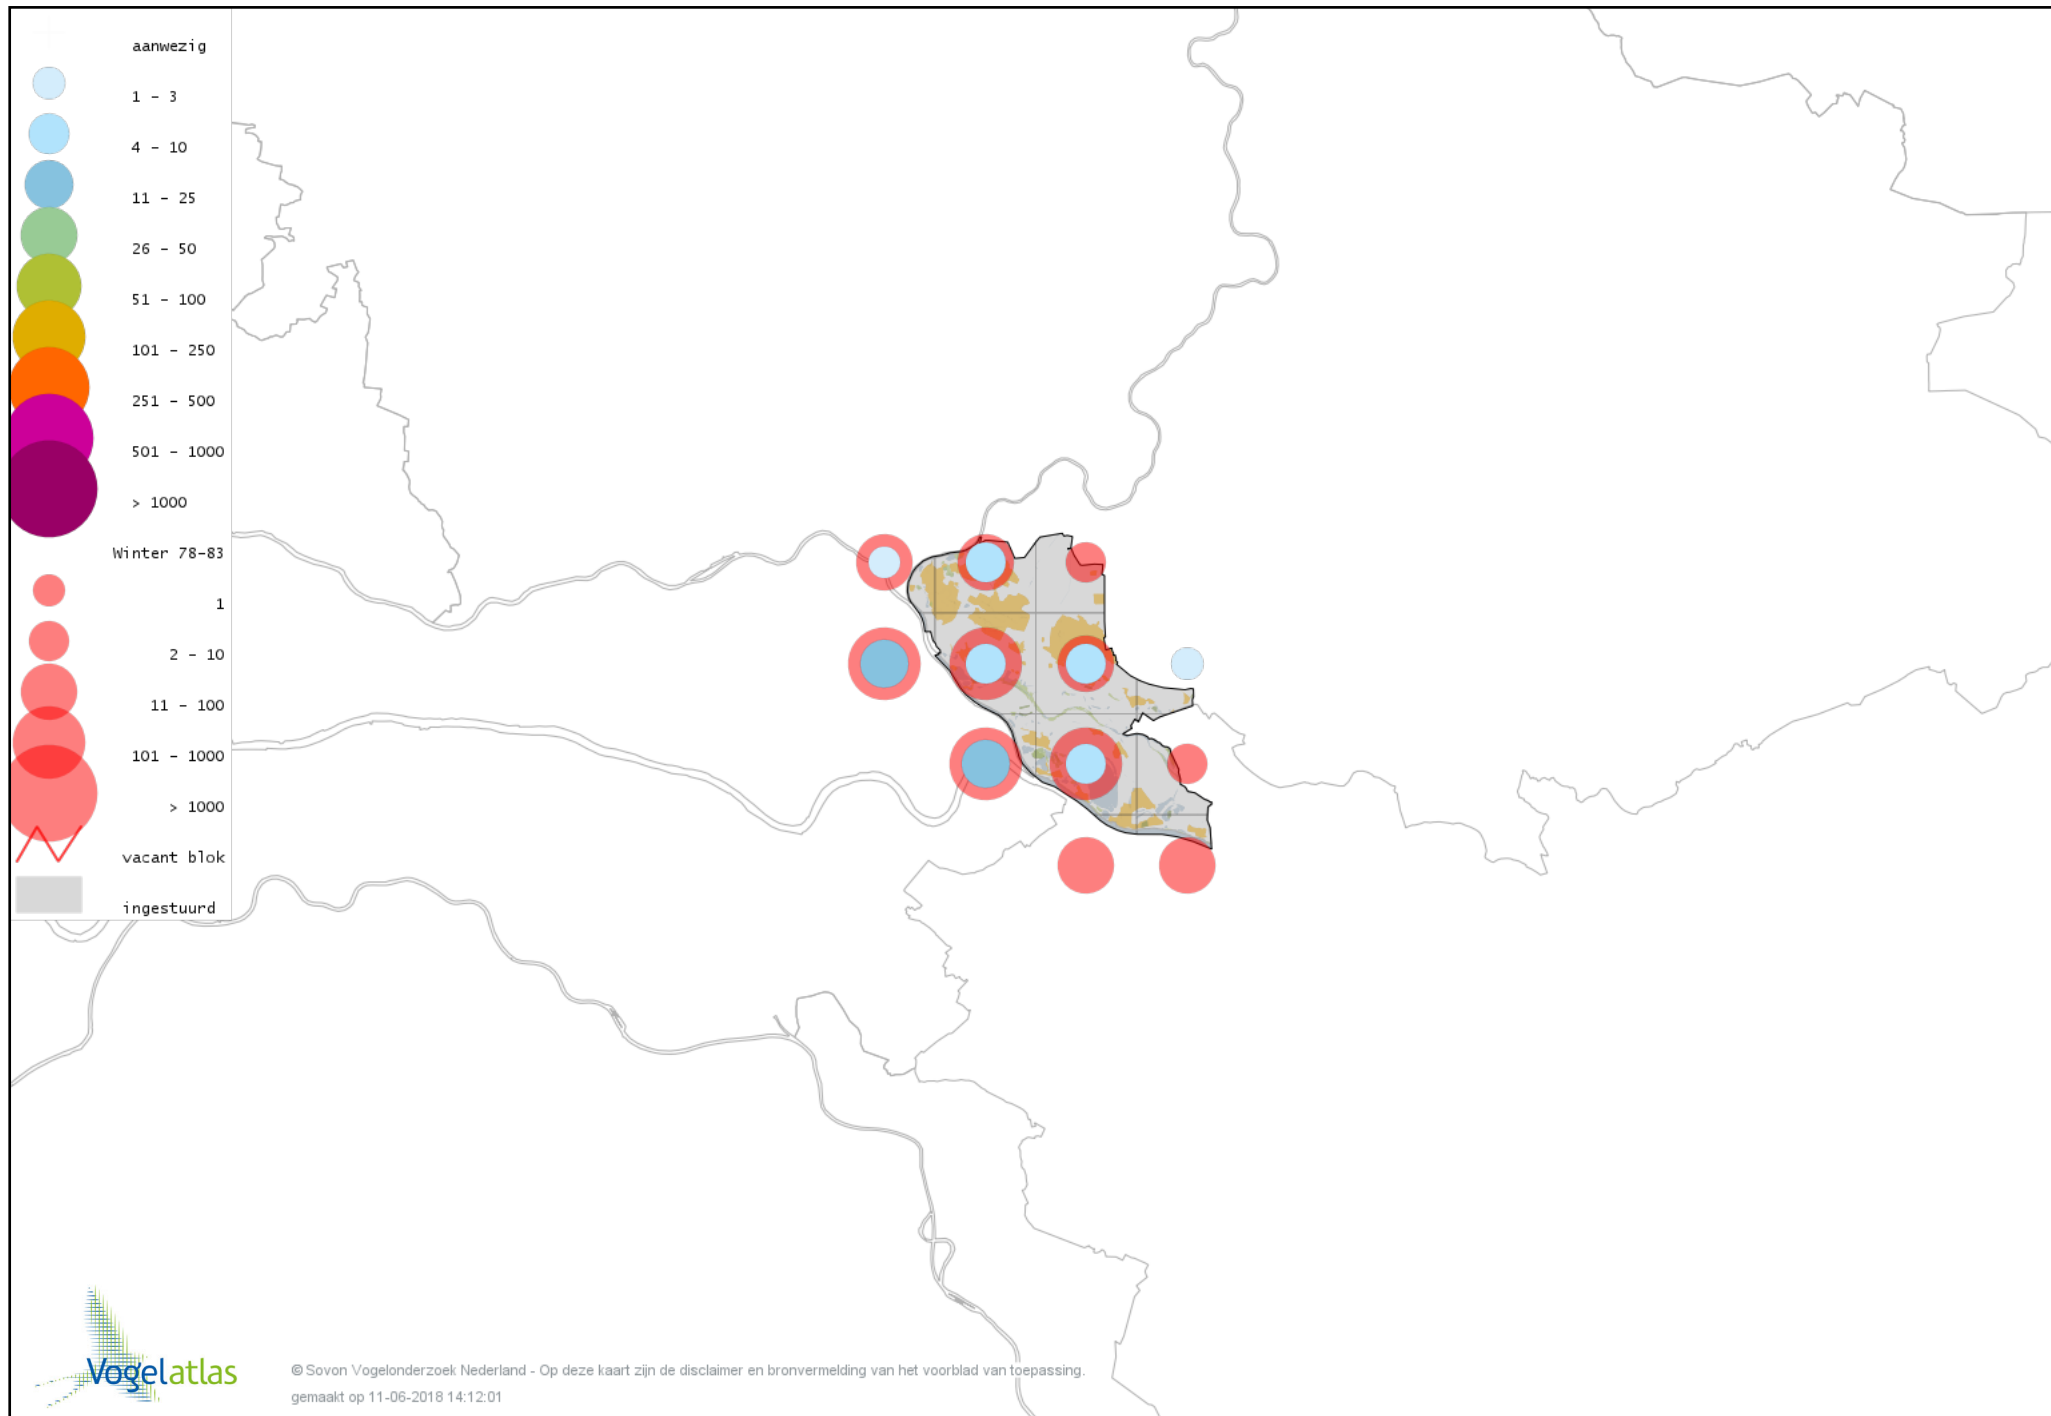 aanwezig
1 - 3
4 - 10
11 - 25
26 - 50
51 - 100
101 - 250
251 - 500
501 - 1000
> 1000
Winter 78-83
1
2 - 10
11 - 100
101 - 1000
> 1000
vacant blok
ingestuurd
Vogelatlas
© Sovon Vogelonderzoek Nederland - Op deze kaart zijn de disclaimer en bronvermelding van het voorblad van toepassing.
gemaakt op 11-06-2018 14:12:01